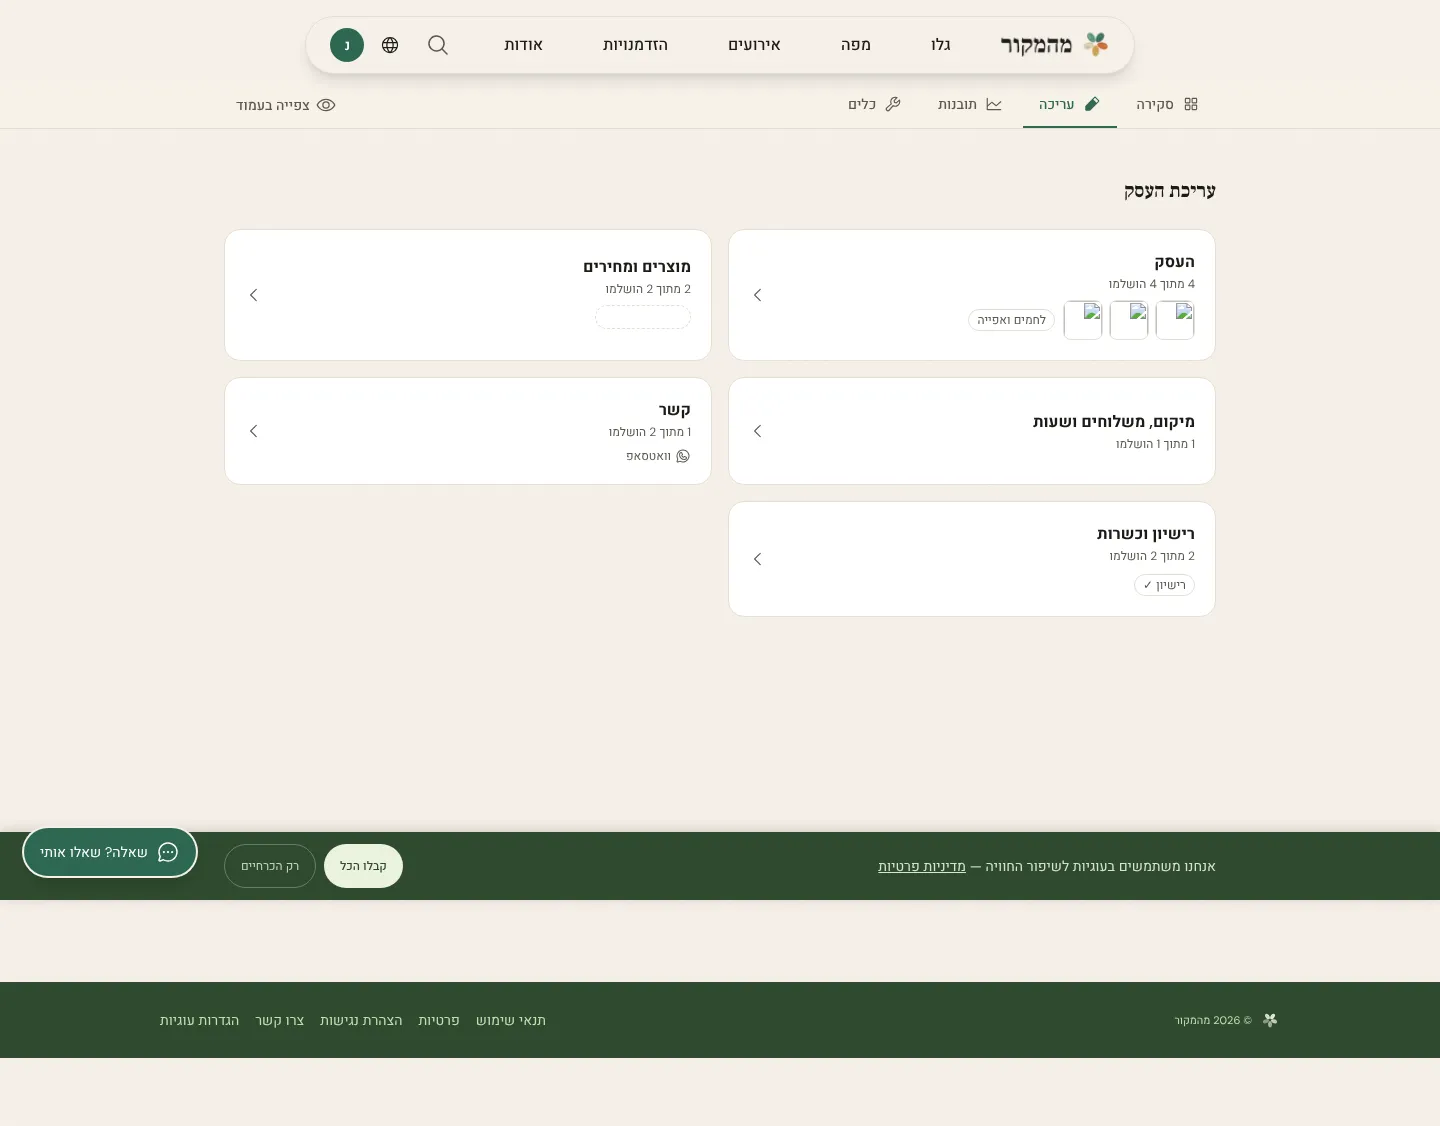 מהמקור
גלו
מפה
אירועים
הזדמנויות
אודות
נ
סקירה
עריכה
תובנות
כלים
צפייה בעמוד
עריכת העסק
העסק
4 מתוך 4 הושלמו
לחמים ואפייה
מוצרים ומחירים
2 מתוך 2 הושלמו
מיקום, משלוחים ושעות
1 מתוך 1 הושלמו
קשר
1 מתוך 2 הושלמו
וואטסאפ
רישיון וכשרות
2 מתוך 2 הושלמו
רישיון ✓
אנחנו משתמשים בעוגיות לשיפור החוויה — מדיניות פרטיות
קבלו הכל
רק הכרחיים
שאלה? שאלו אותי
© 2026 מהמקור
תנאי שימוש
פרטיות
הצהרת נגישות
צרו קשר
הגדרות עוגיות